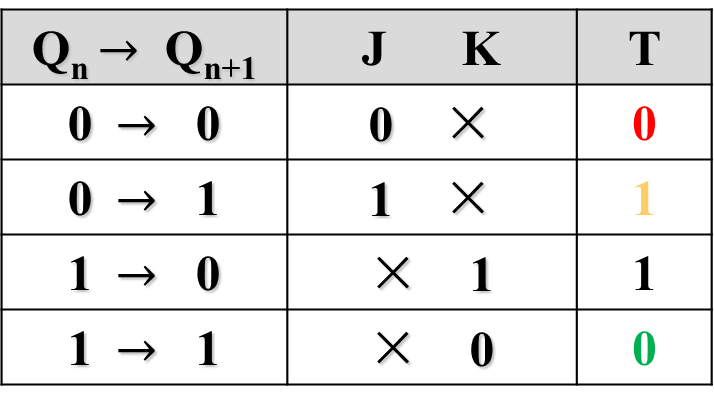 Qn → Qn+1 J K T
0 → 0 0 × 0
0 → 1 1 × 1
1 → 0 × 1 1
1 → 1 × 0 0